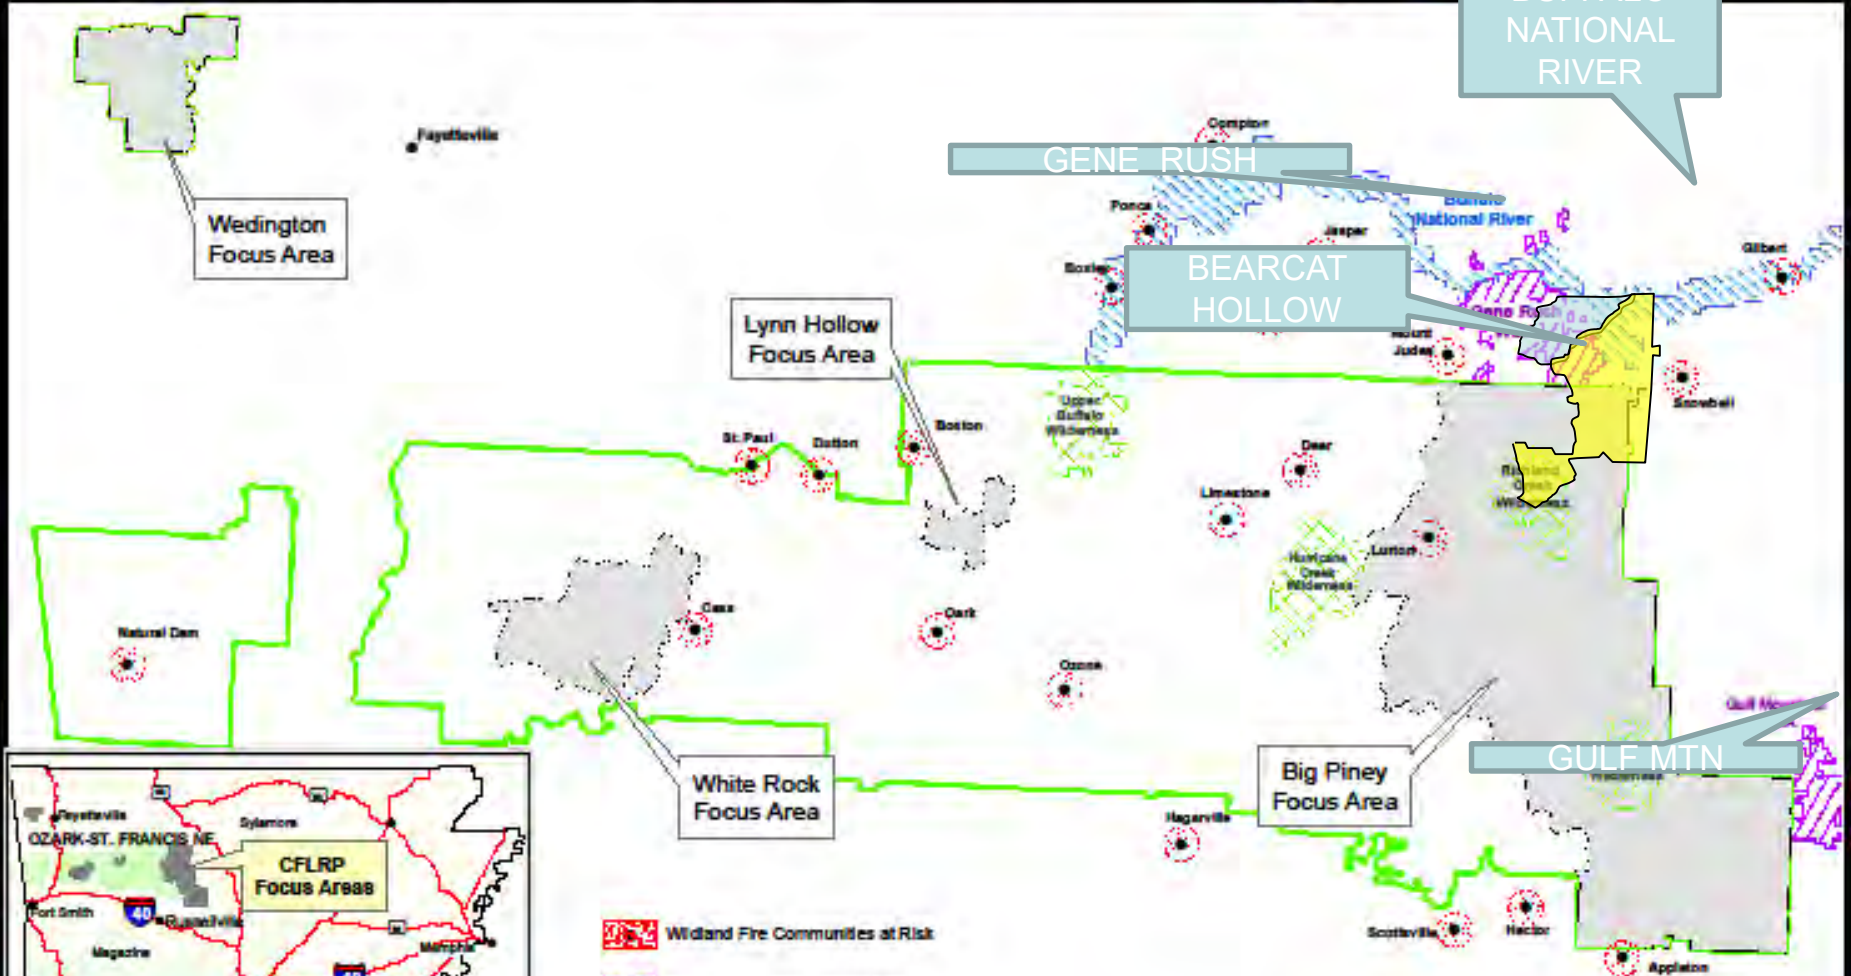 NATIONAL
RIVER
Fayetteville
Compton
GENE RUSH
Wedington
Focus Area
Ponca
Buffalo
National River
Jasper
Gilbert
Boxley
BEARCAT
HOLLOW
Lynn Hollow
Focus Area
Gene Rush
Mount
Judea
Snowball
Upper
Buffalo
Wilderness
St. Paul
Dutton
Boston
Deer
Limestone
Richland
Creek
Wilderness
Hurricane
Creek
Wilderness
Lurton
Natural Dam
Cass
Oark
Ozone
Gulf Mountain
White Rock
Focus Area
Big Piney
Focus Area
GULF MTN
Wilderness
Hagarville
Fayetteville
Sylamore
OZARK-ST. FRANCIS NF
CFLRP
Focus Areas
Fort Smith
40
Russellville
Magazine
Memphis
Wildland Fire Communities at Risk
Scottsville
Hector
Appleton